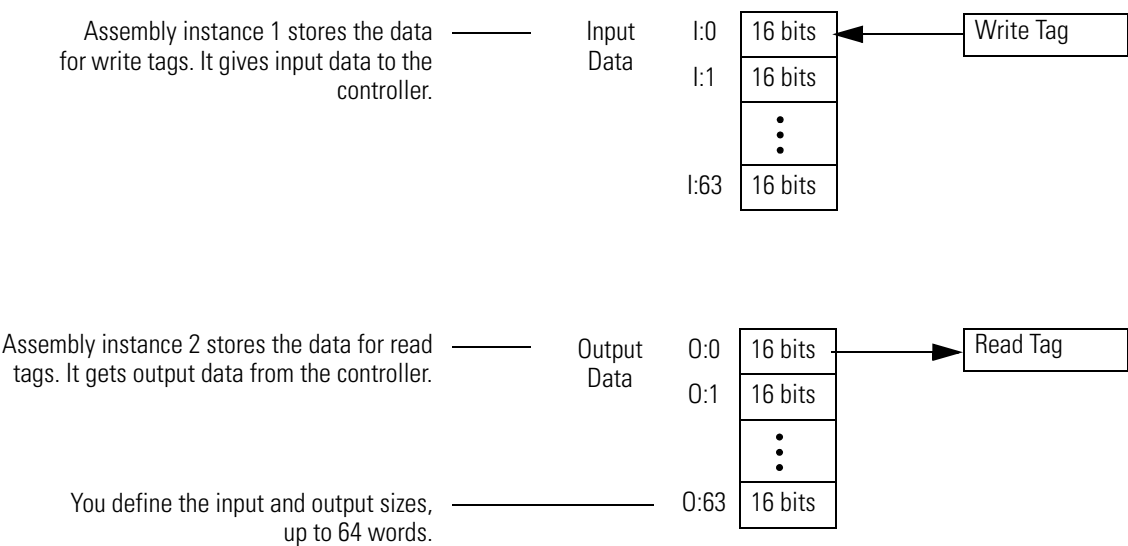 Assembly instance 1 stores the data
for write tags. It gives input data to the
controller.
Input
Data
I:0
16 bits
Write Tag
I:1
16 bits
I:63
16 bits
Assembly instance 2 stores the data for read
tags. It gets output data from the controller.
Output
Data
O:0
16 bits
Read Tag
O:1
16 bits
You define the input and output sizes,
up to 64 words.
O:63
16 bits